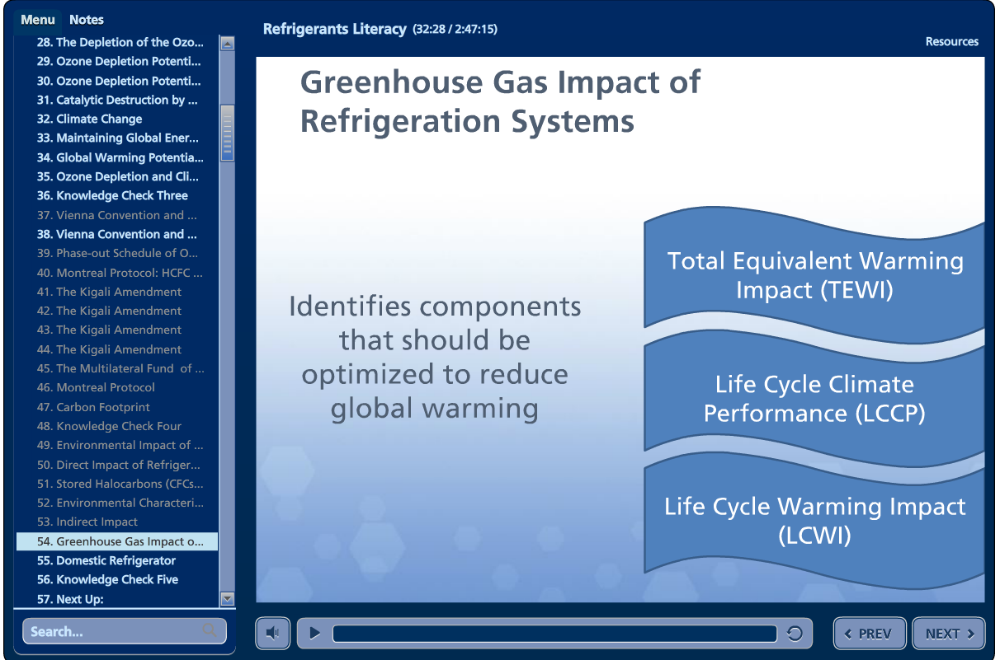 Menu Notes
28. The Depletion of the Ozo...
29. Ozone Depletion Potenti...
30. Ozone Depletion Potenti...
31. Catalytic Destruction by ...
32. Climate Change
33. Maintaining Global Ener...
34. Global Warming Potentia...
35. Ozone Depletion and Cli...
36. Knowledge Check Three
37. Vienna Convention and ...
38. Vienna Convention and ...
39. Phase-out Schedule of O...
40. Montreal Protocol: HCFC ...
41. The Kigali Amendment
42. The Kigali Amendment
43. The Kigali Amendment
44. The Kigali Amendment
45. The Multilateral Fund  of ...
46. Montreal Protocol
47. Carbon Footprint
48. Knowledge Check Four
49. Environmental Impact of ...
50. Direct Impact of Refriger...
51. Stored Halocarbons (CFCs...
52. Environmental Characteri...
53. Indirect Impact
54. Greenhouse Gas Impact o...
55. Domestic Refrigerator
56. Knowledge Check Five
57. Next Up:
Search...
Refrigerants Literacy (32:28 / 2:47:15)
Resources
Greenhouse Gas Impact of
Refrigeration Systems
Identifies components
that should be
optimized to reduce
global warming
Total Equivalent Warming
Impact (TEWI)
Life Cycle Climate
Performance (LCCP)
Life Cycle Warming Impact
(LCWI)
PREV
NEXT